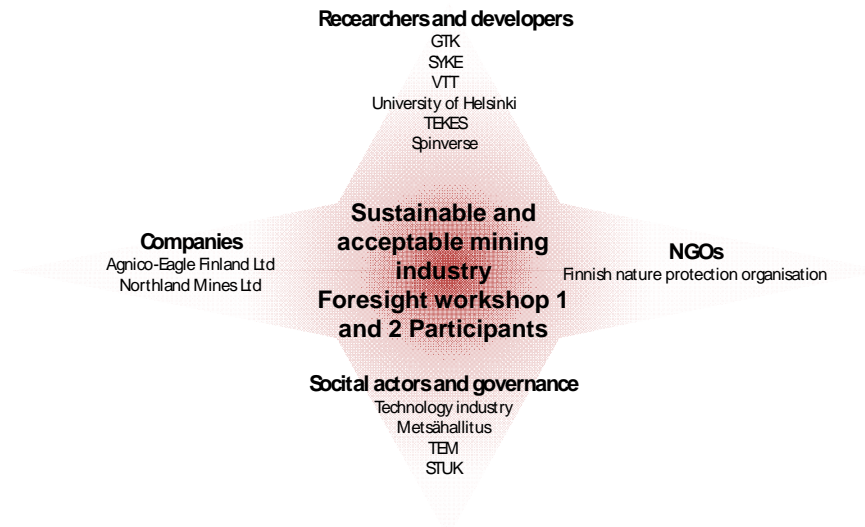 Recearchers and developers
GTK
SYKE
VTT
University of Helsinki
TEKES
Spinverse
Companies
Agnico-Eagle Finland Ltd
Northland Mines Ltd
Sustainable and
acceptable mining
industry
Foresight workshop 1
and 2 Participants
NGOs
Finnish nature protection organisation
Socital actors and governance
Technology industry
Metsähallitus
TEM
STUK